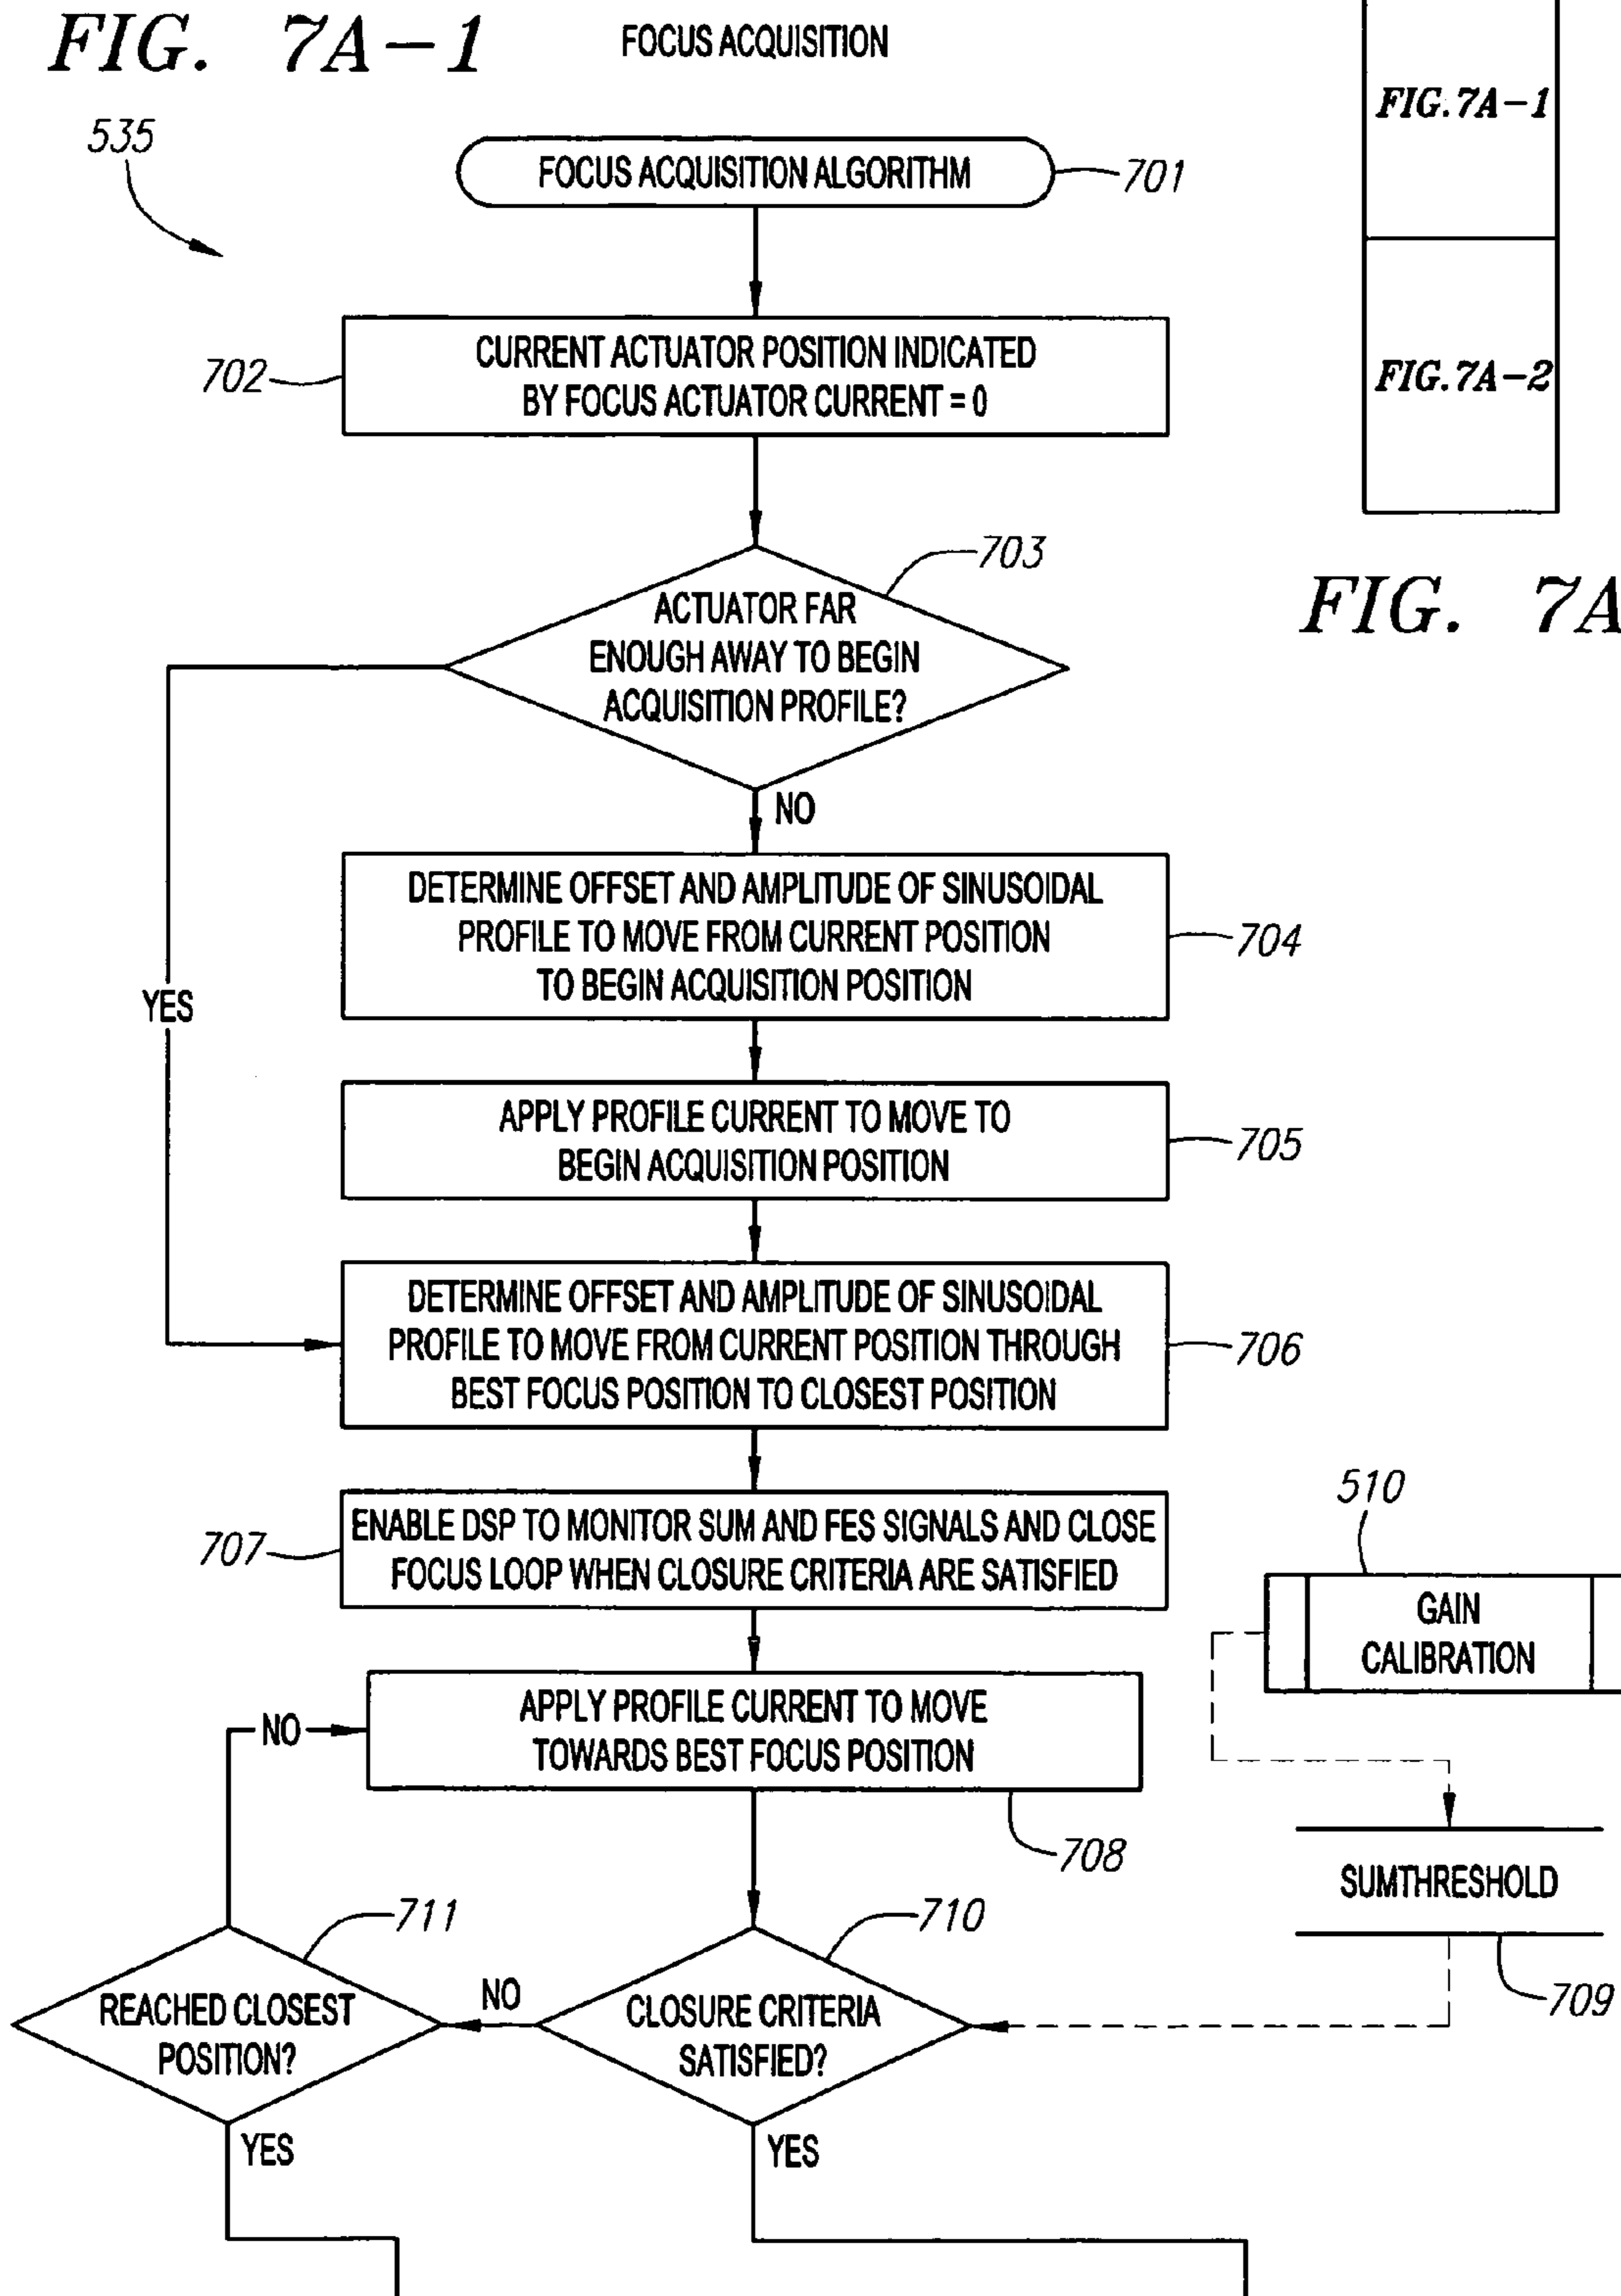 FIG. 7A-1
FOCUS ACQUISITION
FIG.7A-1
FIG.7A-2
FIG. 7A
535
FOCUS ACQUISITION ALGORITHM
701
702
CURRENT ACTUATOR POSITION INDICATED
BY FOCUS ACTUATOR CURRENT = 0
703
ACTUATOR FAR
ENOUGH AWAY TO BEGIN
ACQUISITION PROFILE?
NO
YES
DETERMINE OFFSET AND AMPLITUDE OF SINUSOIDAL
PROFILE TO MOVE FROM CURRENT POSITION
TO BEGIN ACQUISITION POSITION
704
APPLY PROFILE CURRENT TO MOVE TO
BEGIN ACQUISITION POSITION
705
DETERMINE OFFSET AND AMPLITUDE OF SINUSOIDAL
PROFILE TO MOVE FROM CURRENT POSITION THROUGH
BEST FOCUS POSITION TO CLOSEST POSITION
706
707
ENABLE DSP TO MONITOR SUM AND FES SIGNALS AND CLOSE
FOCUS LOOP WHEN CLOSURE CRITERIA ARE SATISFIED
510
GAIN
CALIBRATION
NO
APPLY PROFILE CURRENT TO MOVE
TOWARDS BEST FOCUS POSITION
708
SUMTHRESHOLD
709
711
REACHED CLOSEST
POSITION?
NO
710
CLOSURE CRITERIA
SATISFIED?
YES
YES